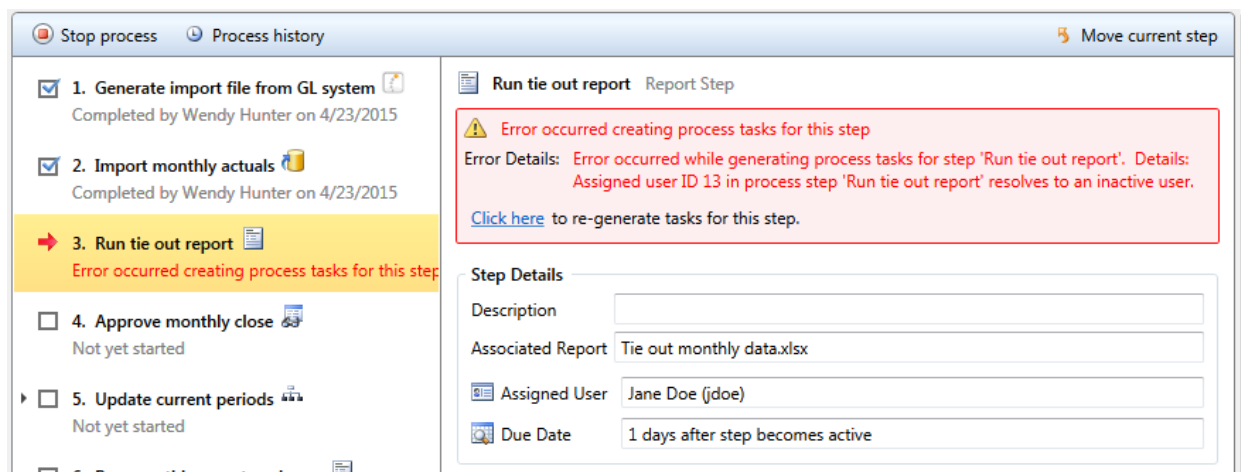 Stop process
Process history
Move current step
1. Generate import file from GL system
Completed by Wendy Hunter on 4/23/2015
2. Import monthly actuals
Completed by Wendy Hunter on 4/23/2015
3. Run tie out report
Error occurred creating process tasks for this step
4. Approve monthly close
Not yet started
5. Update current periods
Not yet started
Run tie out report Report Step
Error occurred creating process tasks for this step
Error Details: Error occurred while generating process tasks for step 'Run tie out report'. Details:
Assigned user ID 13 in process step 'Run tie out report' resolves to an inactive user.
Click here to re-generate tasks for this step.
Step Details
Description
Associated Report Tie out monthly data.xlsx
Assigned User Jane Doe (jdoe)
Due Date 1 days after step becomes active